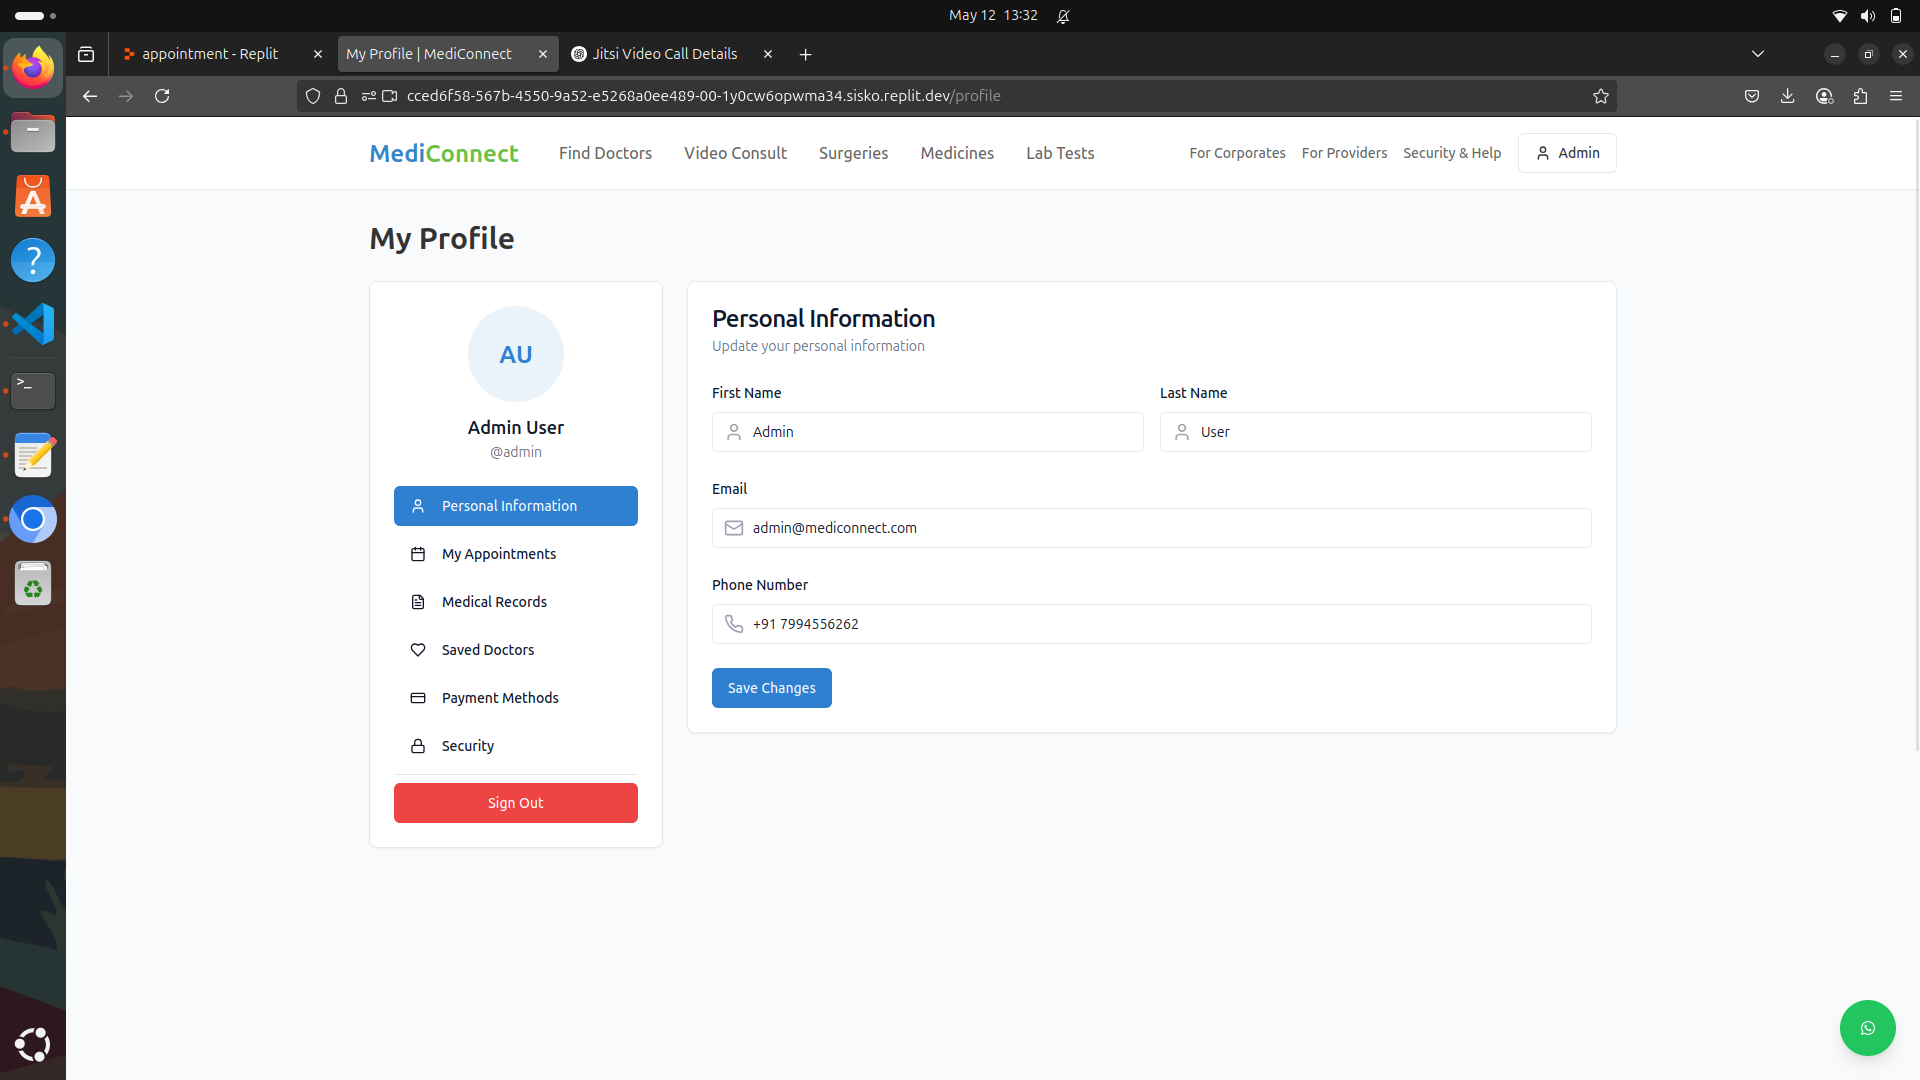 May 12 13:32
appointment - Replit
My Profile | MediConnect
Jitsi Video Call Details
cced6f58-567b-4550-9a52-e5268a0ee489-00-1y0cw6opwma34.sisko.replit.dev/profile
MediConnect
Find Doctors
Video Consult
Surgeries
Medicines
Lab Tests
For Corporates
For Providers
Security & Help
Admin
My Profile
AU
Admin User
@admin
Personal Information
My Appointments
Medical Records
Saved Doctors
Payment Methods
Security
Sign Out
Personal Information
Update your personal information
First Name
Last Name
Admin
User
Email
admin@mediconnect.com
Phone Number
+91 7994556262
Save Changes